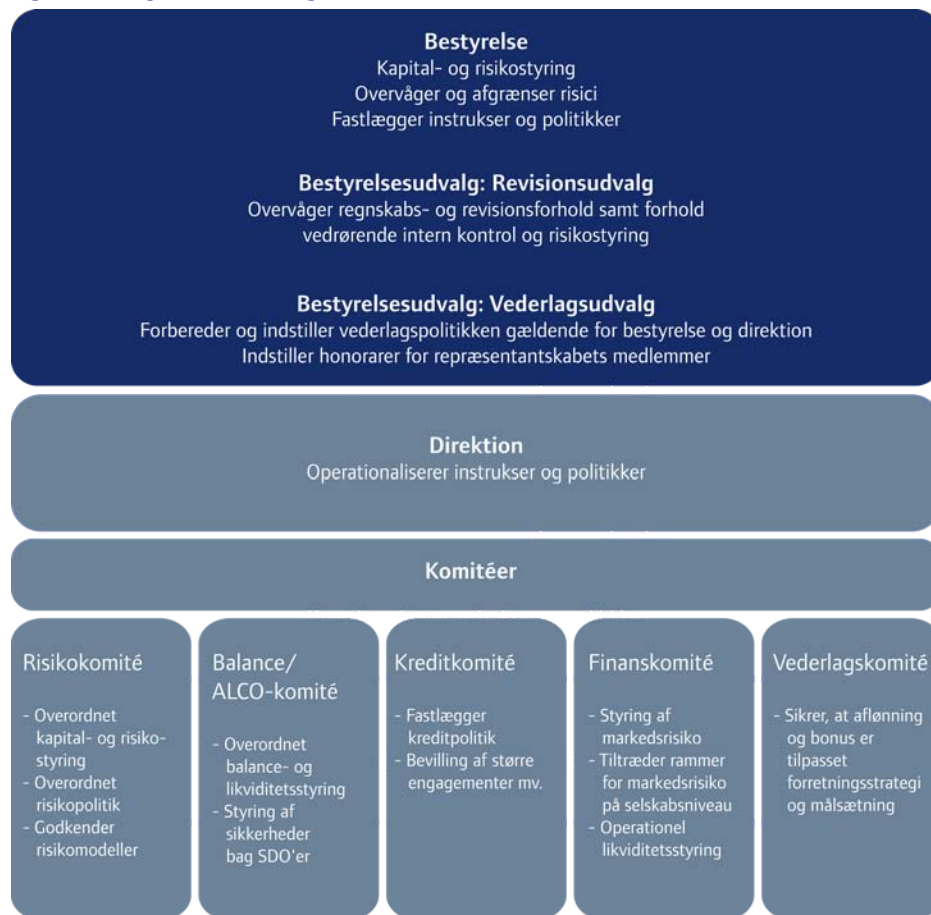 Bestyrelse
Kapital- og risikostyring
Overvåger og afgrænser risici
Fastlægger instrukser og politikker
Bestyrelsesudvalg: Revisionsudvalg
Overvåger regnskabs- og revisionsforhold samt forhold
vedrørende intern kontrol og risikostyring
Bestyrelsesudvalg: Vederlagsudvalg
Forbereder og indstiller vederlagspolitikken gældende for bestyrelse og direktion
Indstiller honorarer for repræsentantskabets medlemmer
Direktion
Operationaliserer instrukser og politikker
Komitéer
Risikokomité
- Overordnet
kapital- og risiko-
styring
- Overordnet
risikopolitik
- Godkender
risikomodeller
Balance/
ALCO-komité
- Overordnet
balance- og
likviditetsstyring
- Styring af
sikkerheder
bag SDO'er
Kreditkomité
- Fastlægger
kreditpolitik
- Bevilling af større
engagementer mv.
Finanskomité
- Styring af
markedsrisiko
- Tiltræder rammer
for markedsrisiko
på selskabsniveau
- Operationel
likviditetsstyring
Vederlagskomité
- Sikrer, at aflønning
og bonus er
tilpasset
forretningsstrategi
og målsætning